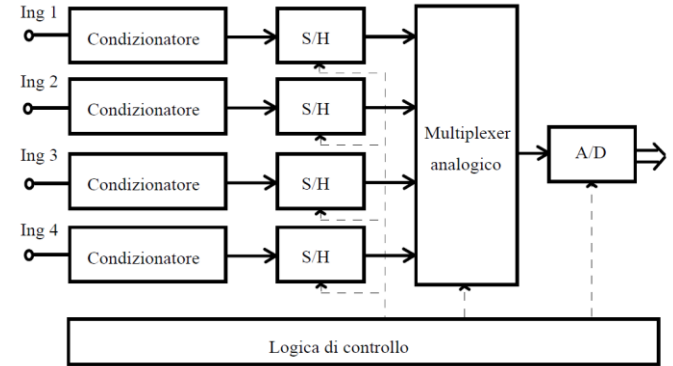 Ing 1
Condizionatore
S/H
Ing 2
Condizionatore
S/H
Multiplexer
analogico
A/D
Ing 3
Condizionatore
S/H
Ing 4
Condizionatore
S/H
Logica di controllo